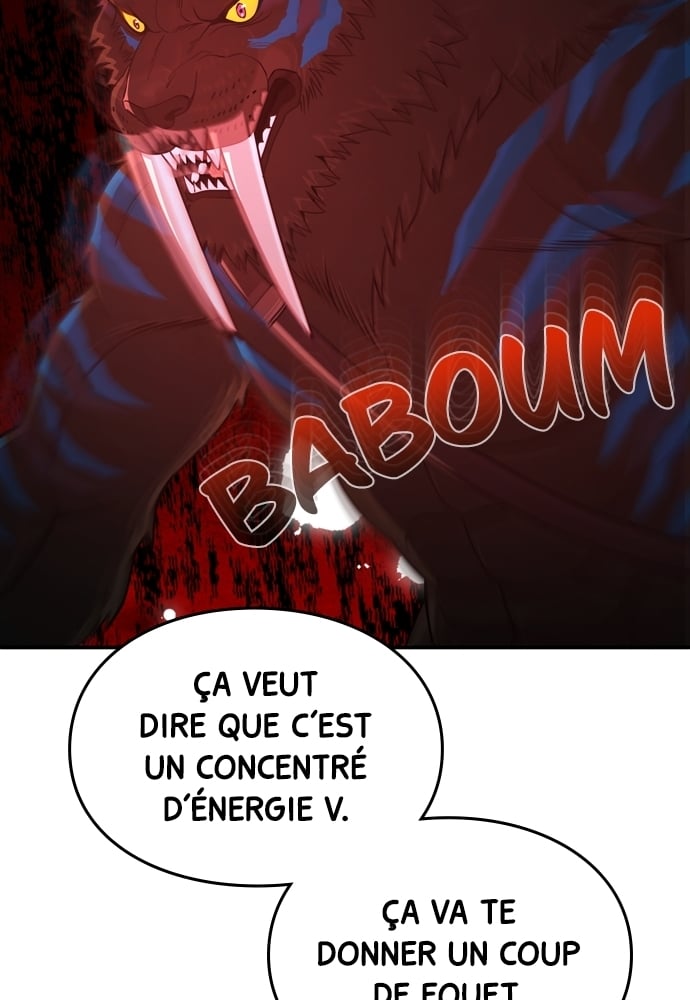 BABOUM
ÇA VEUT
DIRE QUE C'EST
UN CONCENTRÉ
D'ÉNERGIE V.
ÇA VA TE
DONNER UN COUP
DE FOUET